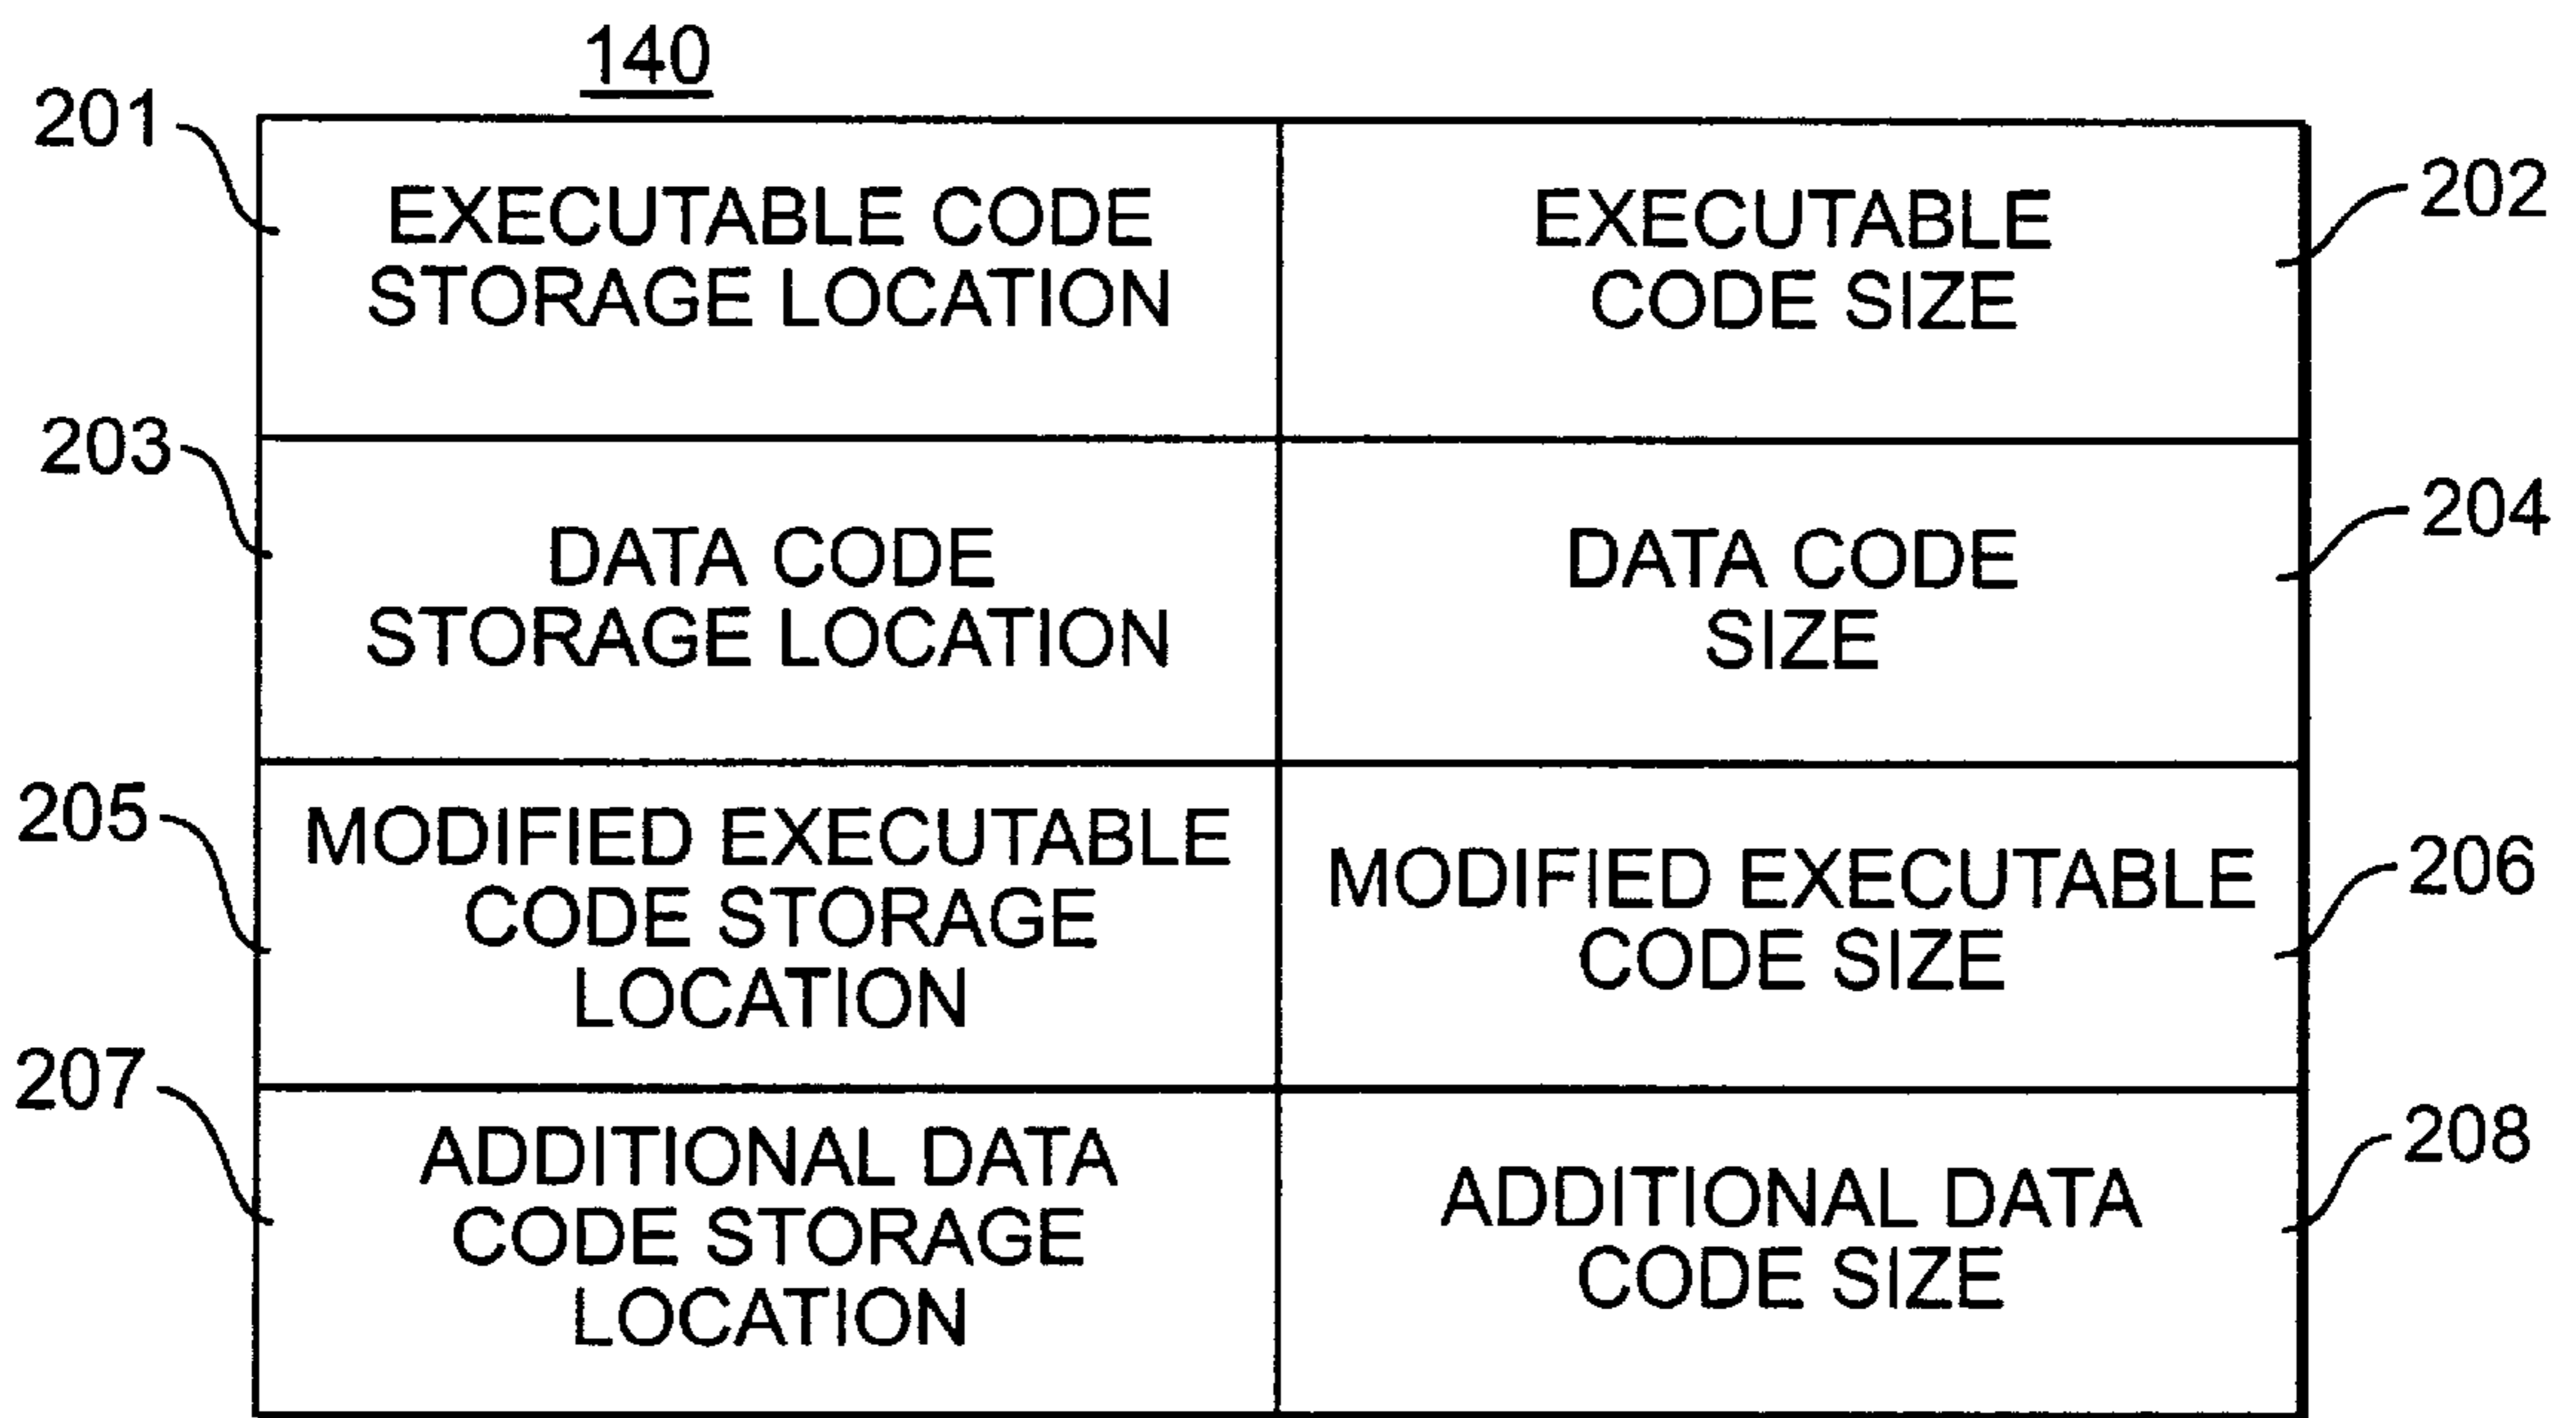 140
201
EXECUTABLE CODE
STORAGE LOCATION
EXECUTABLE
CODE SIZE
202
203
DATA CODE
STORAGE LOCATION
DATA CODE
SIZE
204
205
MODIFIED EXECUTABLE
CODE STORAGE
LOCATION
MODIFIED EXECUTABLE
CODE SIZE
206
207
ADDITIONAL DATA
CODE STORAGE
LOCATION
ADDITIONAL DATA
CODE SIZE
208